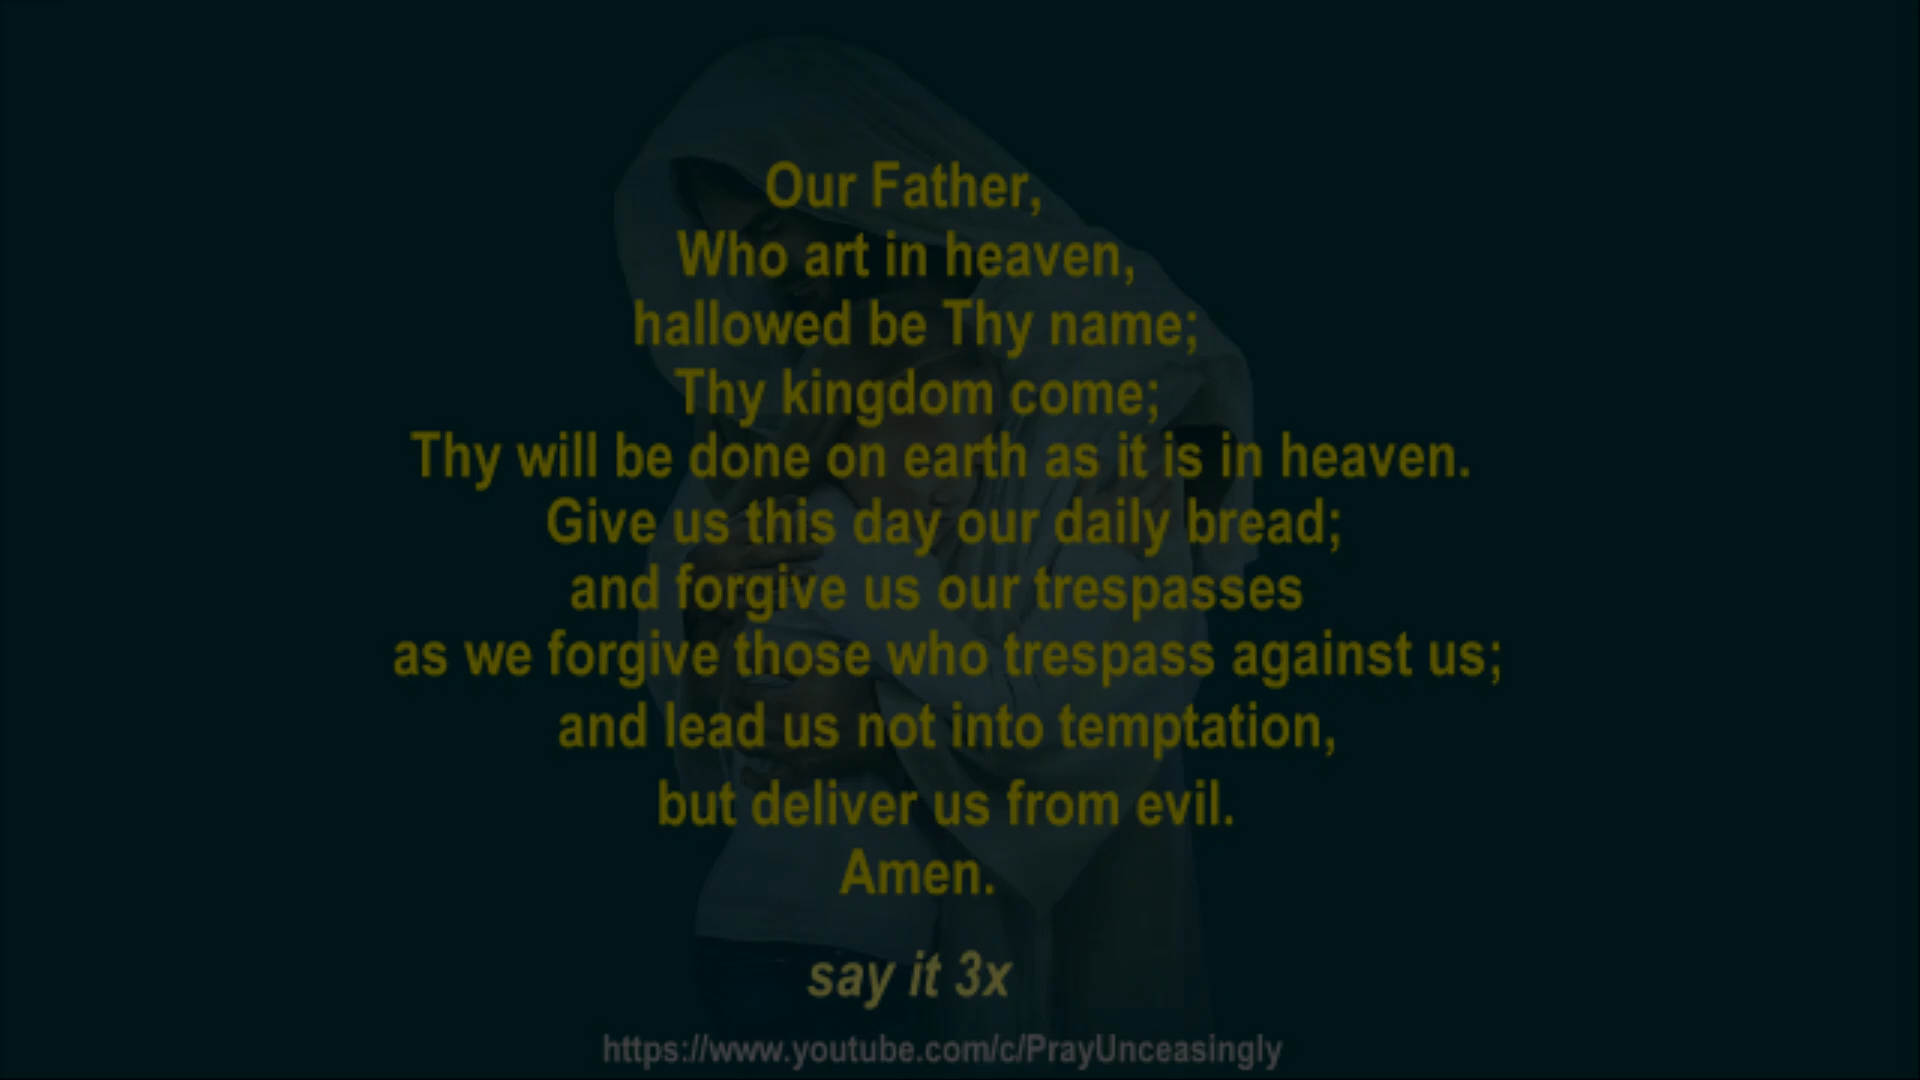 Our Father,
Who art in heaven,
hallowed be Thy name;
Thy kingdom come;
Thy will be done on earth as it is in heaven.
Give us this day our daily bread;
and forgive us our trespasses
as we forgive those who trespass against us;
and lead us not into temptation,
but deliver us from evil.
Amen.
say it 3x
https://www.youtube.com/c/PrayUnceasingly